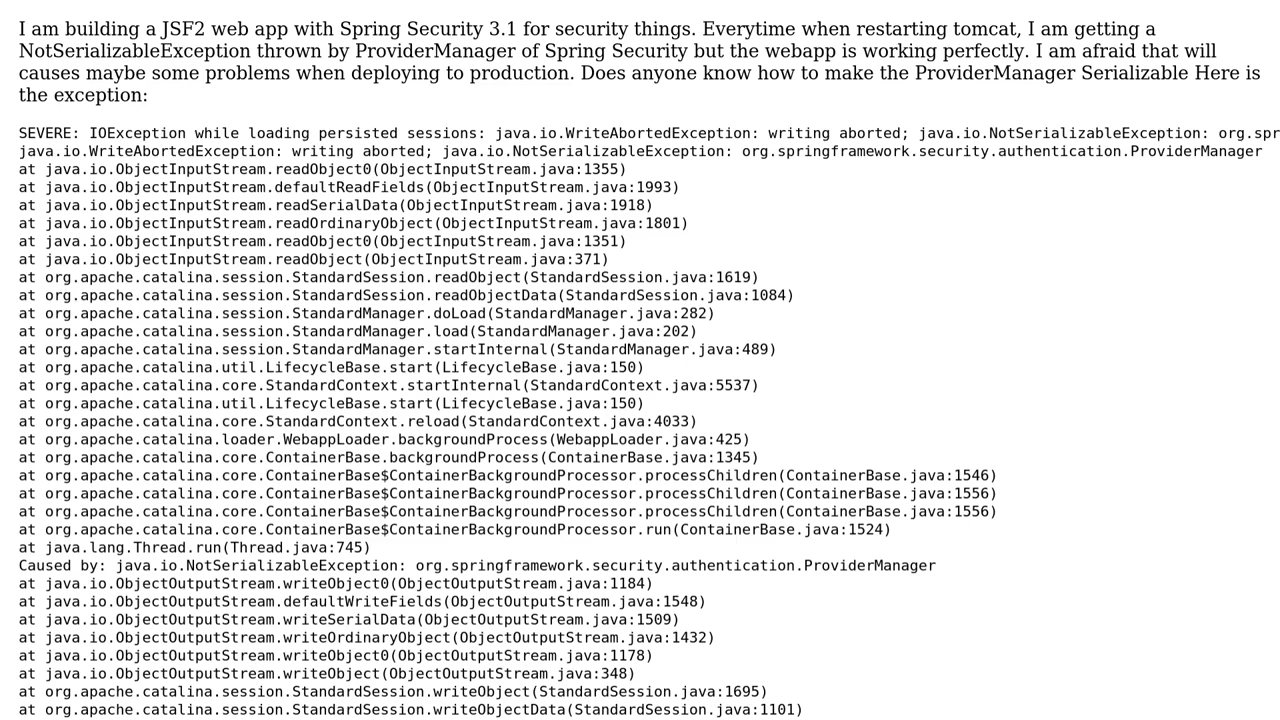 I am building a JSF2 web app with Spring Security 3.1 for security things. Everytime when restarting tomcat, I am getting a
NotSerializableException thrown by ProviderManager of Spring Security but the webapp is working perfectly. I am afraid that will
causes maybe some problems when deploying to production. Does anyone know how to make the ProviderManager Serializable Here is
the exception:
SEVERE: IOException while loading persisted sessions: java.io.WriteAbortedException: writing aborted; java.io.NotSerializableException: org.spr
java.io.WriteAbortedException: writing aborted; java.io.NotSerializableException: org.springframework.security.authentication.ProviderManager
at java.io.ObjectInputStream.readObject0(ObjectInputStream.java:1355)
at java.io.ObjectInputStream.defaultReadFields(ObjectInputStream.java:1993)
at java.io.ObjectInputStream.readSerialData(ObjectInputStream.java:1918)
at java.io.ObjectInputStream.readOrdinaryObject(ObjectInputStream.java:1801)
at java.io.ObjectInputStream.readObject0(ObjectInputStream.java:1351)
at java.io.ObjectInputStream.readObject(ObjectInputStream.java:371)
at org.apache.catalina.session.StandardSession.readObject(StandardSession.java:1619)
at org.apache.catalina.session.StandardSession.readObjectData(StandardSession.java:1084)
at org.apache.catalina.session.StandardManager.doLoad(StandardManager.java:282)
at org.apache.catalina.session.StandardManager.load(StandardManager.java:202)
at org.apache.catalina.session.StandardManager.startInternal(StandardManager.java:489)
at org.apache.catalina.util.LifecycleBase.start(LifecycleBase.java:150)
at org.apache.catalina.core.StandardContext.startInternal(StandardContext.java:5537)
at org.apache.catalina.util.LifecycleBase.start(LifecycleBase.java:150)
at org.apache.catalina.core.StandardContext.reload(StandardContext.java:4033)
at org.apache.catalina.loader.WebappLoader.backgroundProcess(WebappLoader.java:425)
at org.apache.catalina.core.ContainerBase.backgroundProcess(ContainerBase.java:1345)
at org.apache.catalina.core.ContainerBase$ContainerBackgroundProcessor.processChildren(ContainerBase.java:1546)
at org.apache.catalina.core.ContainerBase$ContainerBackgroundProcessor.processChildren(ContainerBase.java:1556)
at org.apache.catalina.core.ContainerBase$ContainerBackgroundProcessor.processChildren(ContainerBase.java:1556)
at org.apache.catalina.core.ContainerBase$ContainerBackgroundProcessor.run(ContainerBase.java:1524)
at java.lang.Thread.run(Thread.java:745)
Caused by: java.io.NotSerializableException: org.springframework.security.authentication.ProviderManager
at java.io.ObjectOutputStream.writeObject0(ObjectOutputStream.java:1184)
at java.io.ObjectOutputStream.defaultWriteFields(ObjectOutputStream.java:1548)
at java.io.ObjectOutputStream.writeSerialData(ObjectOutputStream.java:1509)
at java.io.ObjectOutputStream.writeOrdinaryObject(ObjectOutputStream.java:1432)
at java.io.ObjectOutputStream.writeObject0(ObjectOutputStream.java:1178)
at java.io.ObjectOutputStream.writeObject(ObjectOutputStream.java:348)
at org.apache.catalina.session.StandardSession.writeObject(StandardSession.java:1695)
at org.apache.catalina.session.StandardSession.writeObjectData(StandardSession.java:1101)